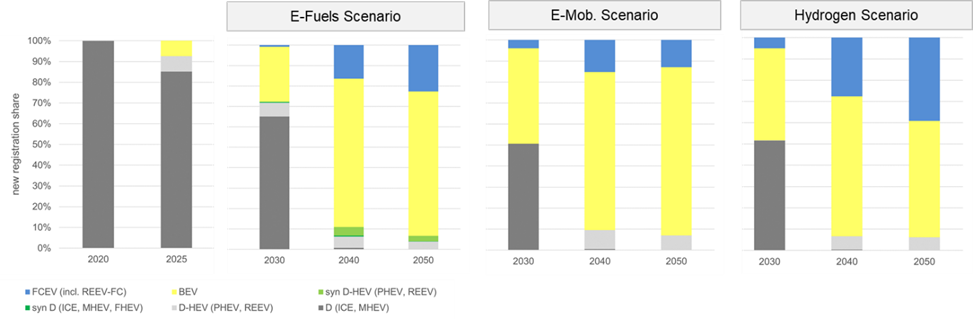 E-Fuels Scenario
E-Mob. Scenario
Hydrogen Scenario
new registration share
100%
90%
80%
70%
60%
50%
40%
30%
20%
10%
0%
2020 2025
2030 2040 2050
2030 2040 2050
2030 2040 2050
FCEV (incl. REEV-FC) BEV syn D-HEV (PHEV, REEV)
syn D (ICE, MHEV, FHEV) D-HEV (PHEV, REEV) D (ICE, MHEV)